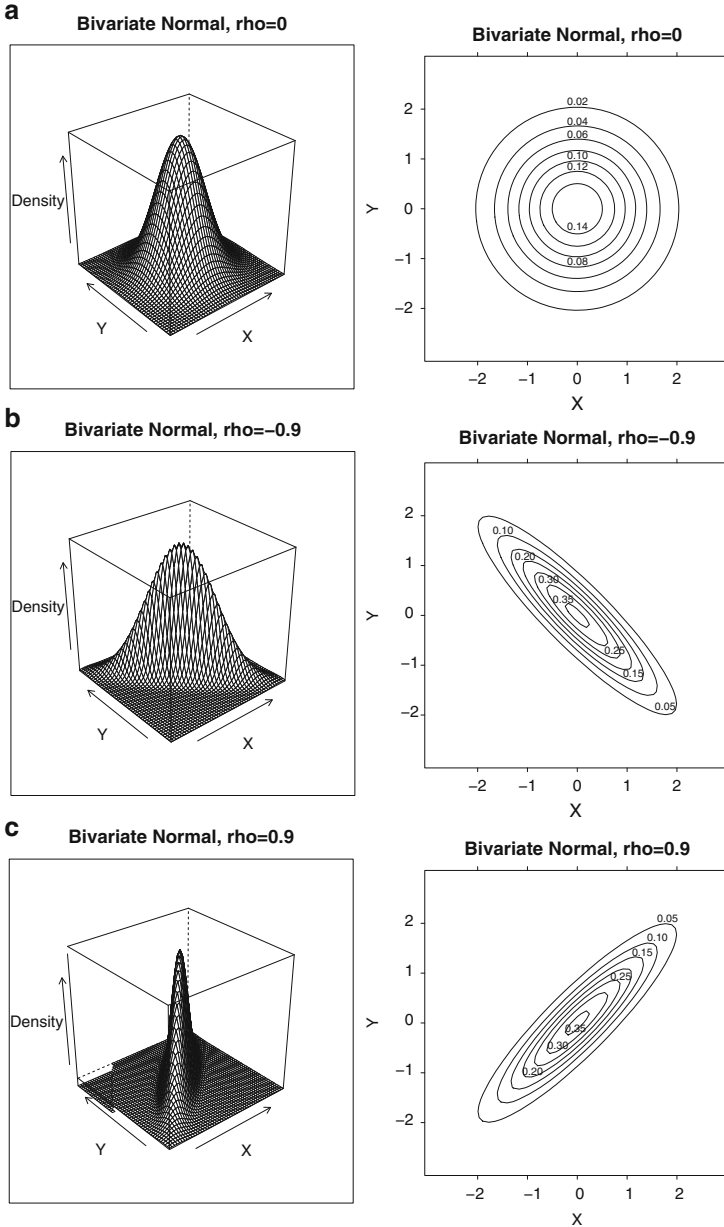 a
Bivariate Normal, rho=0
Density
Y
X
Bivariate Normal, rho=0
0.02
0.04
0.06
0.10
0.12
0.14
0.08
2
1
0
−1
−2
Y
−2 −1 0 1 2
X
b
Bivariate Normal, rho=−0.9
Density
Y
X
Bivariate Normal, rho=−0.9
0.10
0.20
0.30
0.35
0.25
0.15
0.05
2
1
0
−1
−2
Y
−2 −1 0 1 2
X
c
Bivariate Normal, rho=0.9
Density
Y
X
Bivariate Normal, rho=0.9
0.05
0.10
0.15
0.25
0.35
0.30
0.20
2
1
0
−1
−2
Y
−2 −1 0 1 2
X